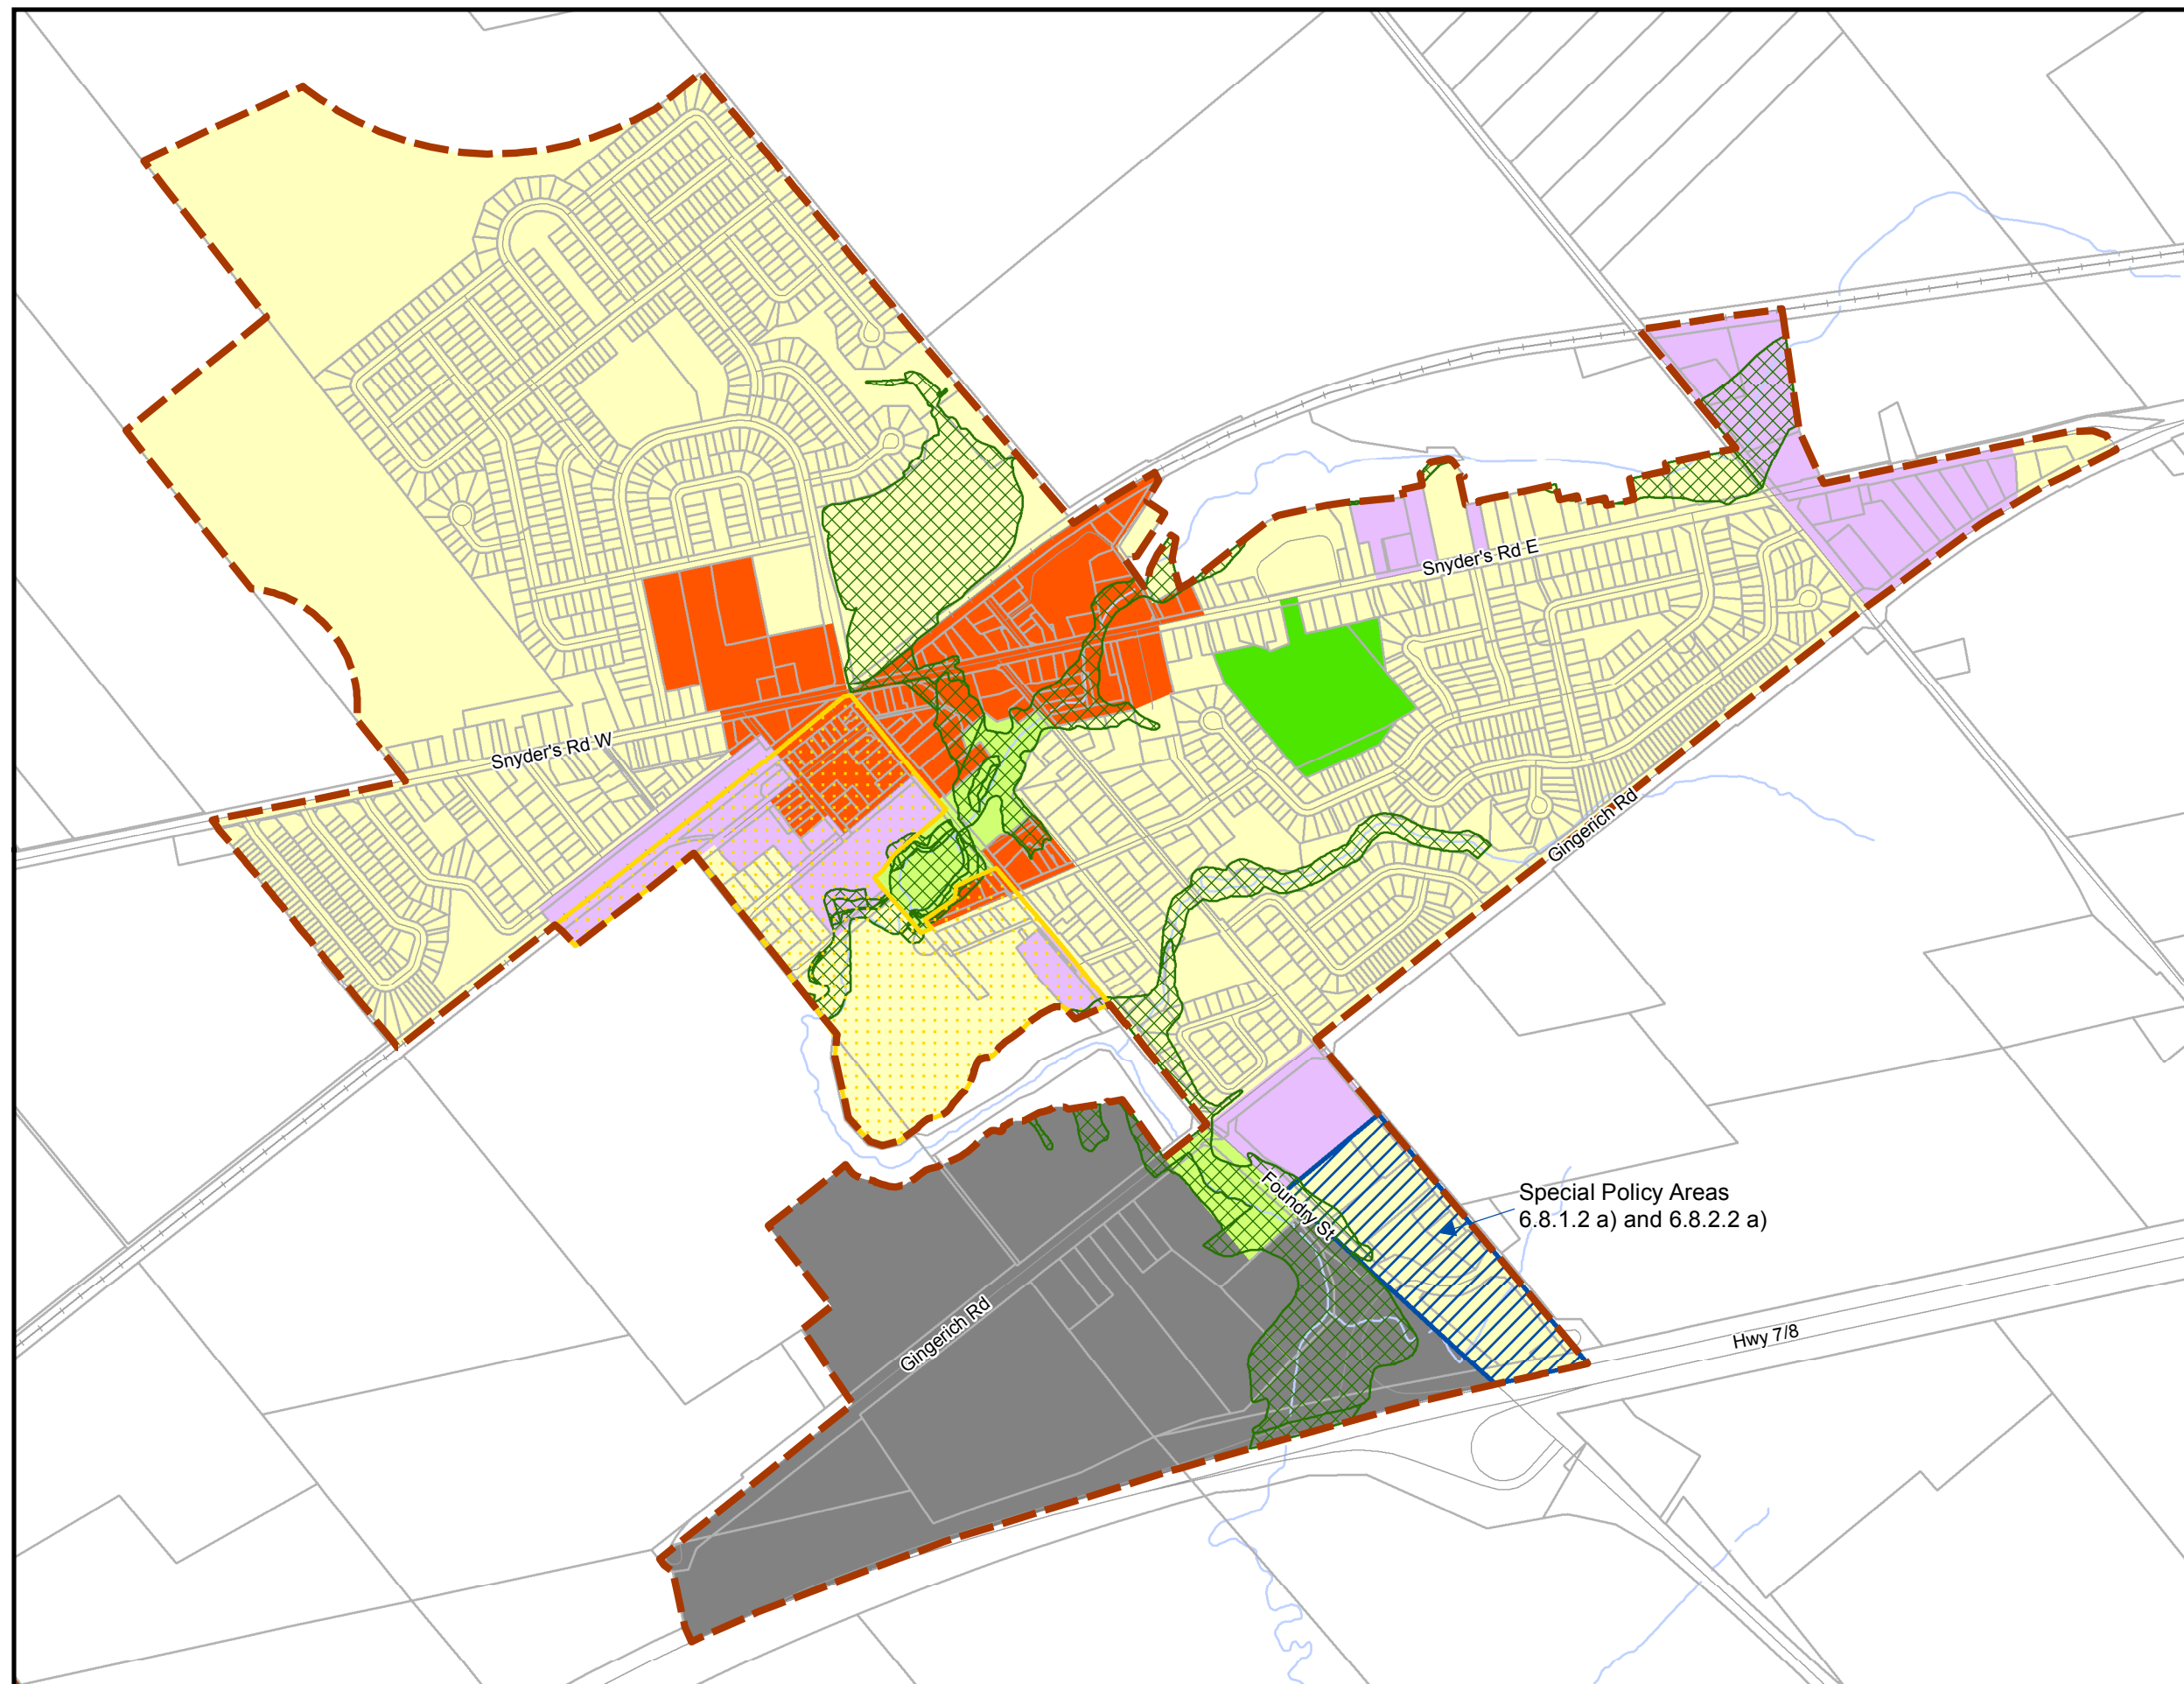 Snyder's Rd E
Snyder's Rd W
Gingerich Rd
Special Policy Areas
6.8.1.2 a) and 6.8.2.2 a)
Foundry St
Gingerich Rd
Hwy 7/8